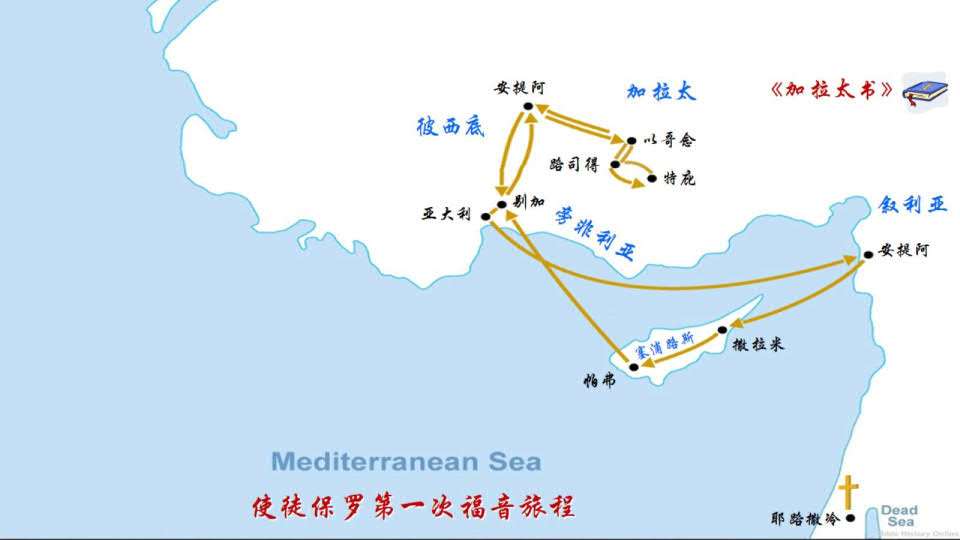 安提阿
加拉太
《加拉太书》
彼西底
以哥念
路司得
特庇
别加
亚大利
旁非利亚
叙利亚
安提阿
塞浦路斯
撒拉米
帕弗
Mediterranean Sea
使徒保罗第一次福音旅程
耶路撒冷
Dead
Sea
Bible History Online